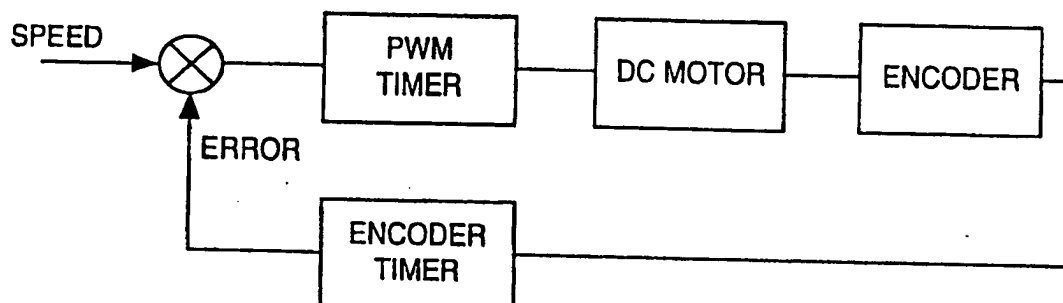 SPEED
PWM
TIMER
DC MOTOR
ENCODER
ERROR
ENCODER
TIMER